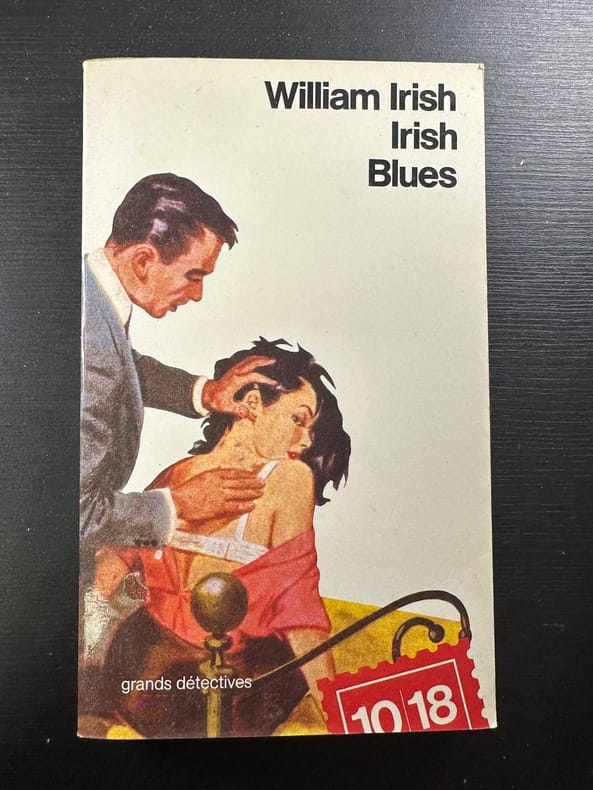 William Irish
Irish
Blues
grands détectives
10 18